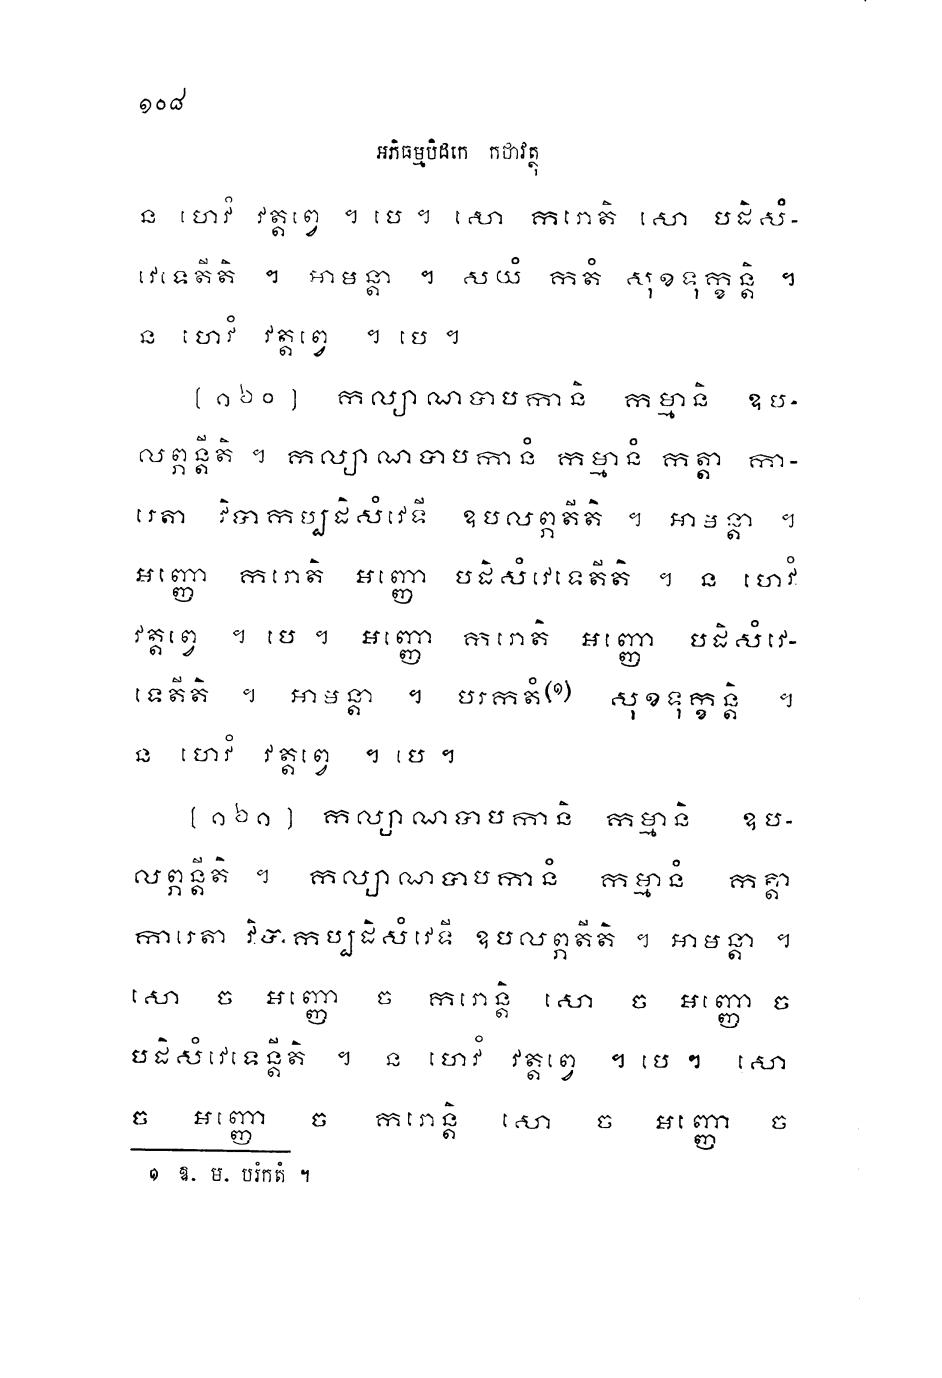 ១០៨
អភិធម្មបិដកេ កថាវត្ថុ
ន ហេវំ វត្តព្វេ ។ បេ ។ សោ ករោតិ សោ បដិសំ-
វេទេតីតិ ។ អាមន្តា ។ សយំ កតំ សុខទុក្ខន្តិ ។
ន ហេវំ វត្តព្វេ ។ បេ ។
[១៦០] កល្យាណបាបកានិ កម្មានិ ឧប-
លព្ភន្តីតិ ។ កល្យាណបាបកានំ កម្មានំ កត្តា កា-
រេតា វិបាកប្បដិសំវេទី ឧបលព្ភតីតិ ។ អាមន្តា ។
អញ្ញោ ករោតិ អញ្ញោ បដិសំវេទេតីតិ ។ ន ហេវំ
វត្តព្វេ ។ បេ ។ អញ្ញោ ករោតិ អញ្ញោ បដិសំវេ-
ទេតីតិ ។ អាមន្តា ។ បរកតំ(១) សុខទុក្ខន្តិ ។
ន ហេវំ វត្តព្វេ ។ បេ ។
[១៦១] កល្យាណបាបកានិ កម្មានិ ឧប-
លព្ភន្តីតិ ។ កល្យាណបាបកានំ កម្មានំ កត្តា
ការេតា វិបាកប្បដិសំវេទី ឧបលព្ភតីតិ ។ អាមន្តា ។
សោ ច អញ្ញោ ច ករោន្តិ សោ ច អញ្ញោ ច
បដិសំវេទេន្តីតិ ។ ន ហេវំ វត្តព្វេ ។ បេ ។ សោ
ច អញ្ញោ ច ករោន្តិ សោ ច អញ្ញោ ច
១ ឱ. ម. បរំកតំ ។